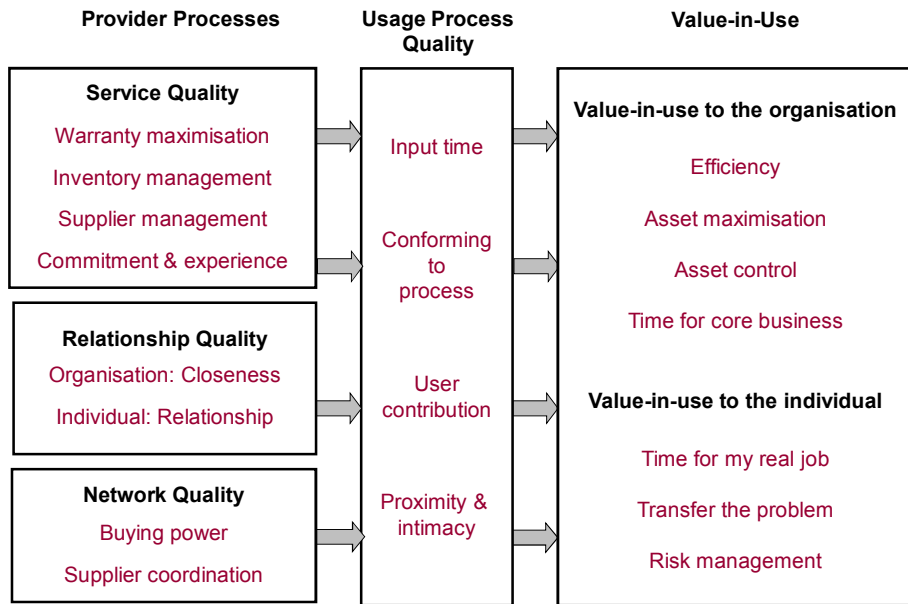 Provider Processes
Usage Process
Quality
Value-in-Use
Service Quality
Warranty maximisation
Inventory management
Supplier management
Commitment & experience
Relationship Quality
Organisation: Closeness
Individual: Relationship
Network Quality
Buying power
Supplier coordination
Input time
Conforming
to
process
User
contribution
Proximity &
intimacy
Value-in-use to the organisation
Efficiency
Asset maximisation
Asset control
Time for core business
Value-in-use to the individual
Time for my real job
Transfer the problem
Risk management